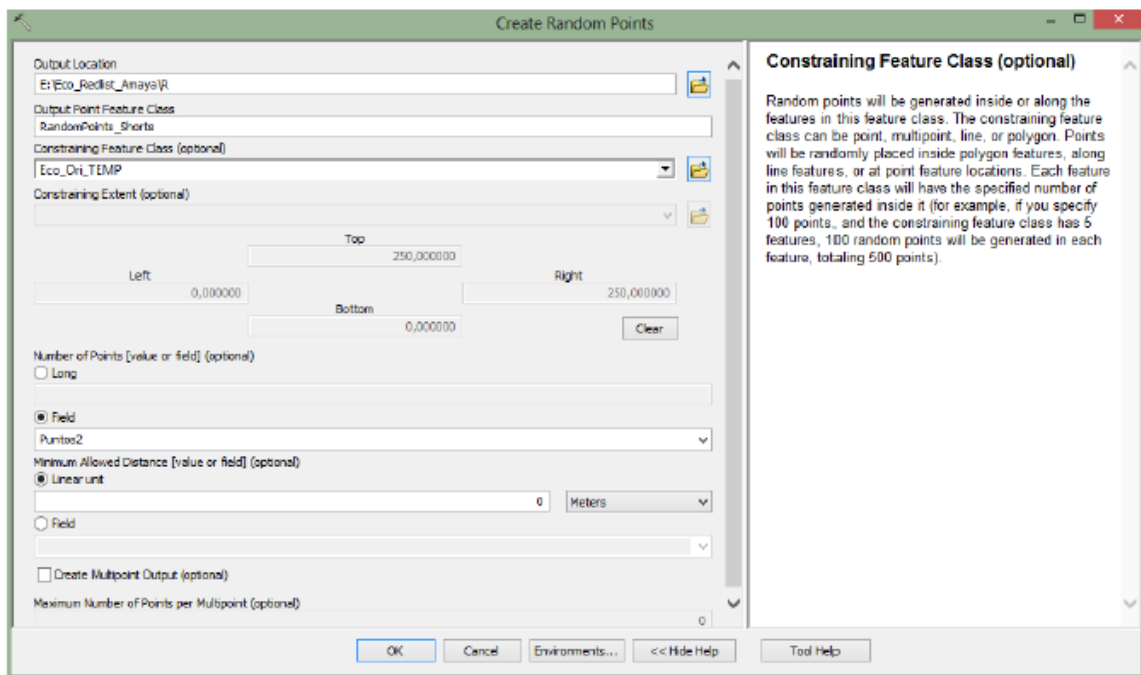 Create Random Points
Output Location
E:\Eco_Redlist_Amaya\R
Output Point Feature Class
RandomPoints_Shorts
Constraining Feature Class (optional)
Eco_Ori_TEMP
Constraining Extent (optional)
Top
250,000000
Left
Right
0,000000
250,000000
Bottom
0,000000
Clear
Number of Points [value or field] (optional)
Long
Field
Puntos2
Minimum Allowed Distance [value or field] (optional)
Linear unit
0
Meters
Field
Create Multipoint Output (optional)
Maximum Number of Points per Multipoint (optional)
0
OK
Cancel
Environments...
<< Hide Help
Tool Help
Constraining Feature Class (optional)
Random points will be generated inside or along the
features in this feature class. The constraining feature
class can be point, multipoint, line, or polygon. Points
will be randomly placed inside polygon features, along
line features, or at point feature locations. Each feature
in this feature class will have the specified number of
points generated inside it (for example, if you specify
100 points, and the constraining feature class has 5
features, 100 random points will be generated in each
feature, totaling 500 points).